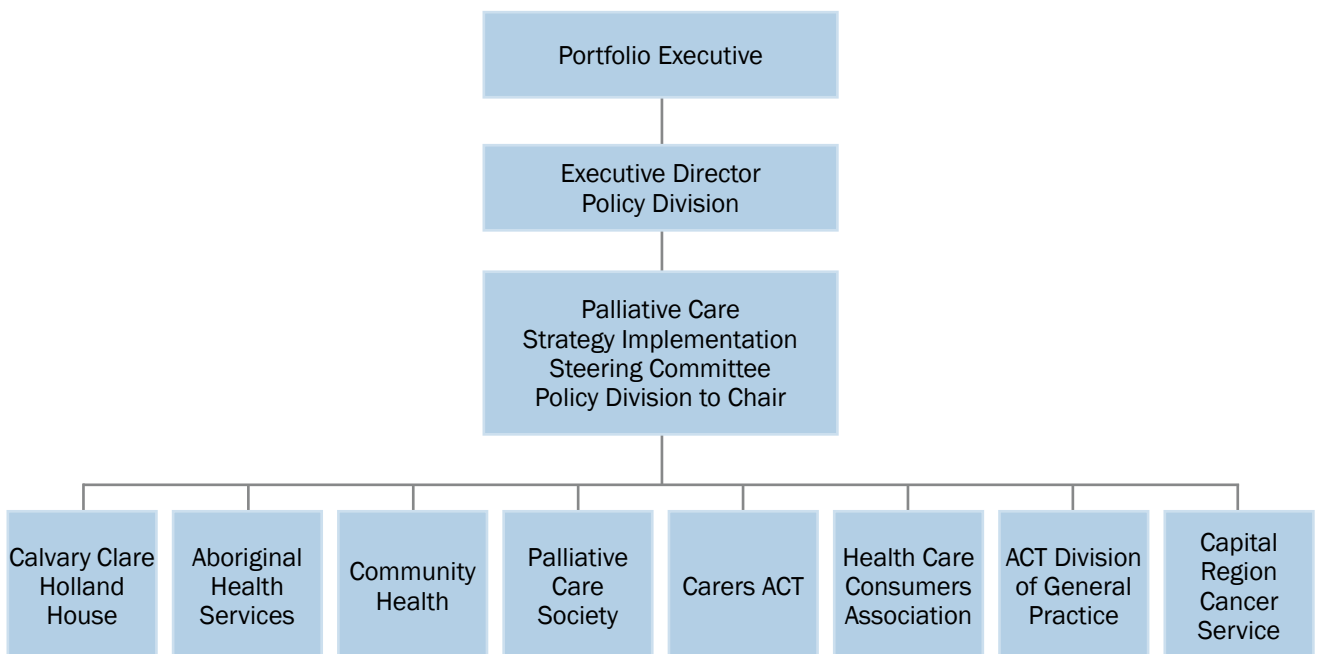 Portfolio Executive
Executive Director
Policy Division
Palliative Care
Strategy Implementation
Steering Committee
Policy Division to Chair
Calvary Clare
Holland
House
Aboriginal
Health
Services
Community
Health
Palliative
Care
Society
Carers ACT
Health Care
Consumers
Association
ACT Division
of General
Practice
Capital
Region
Cancer
Service